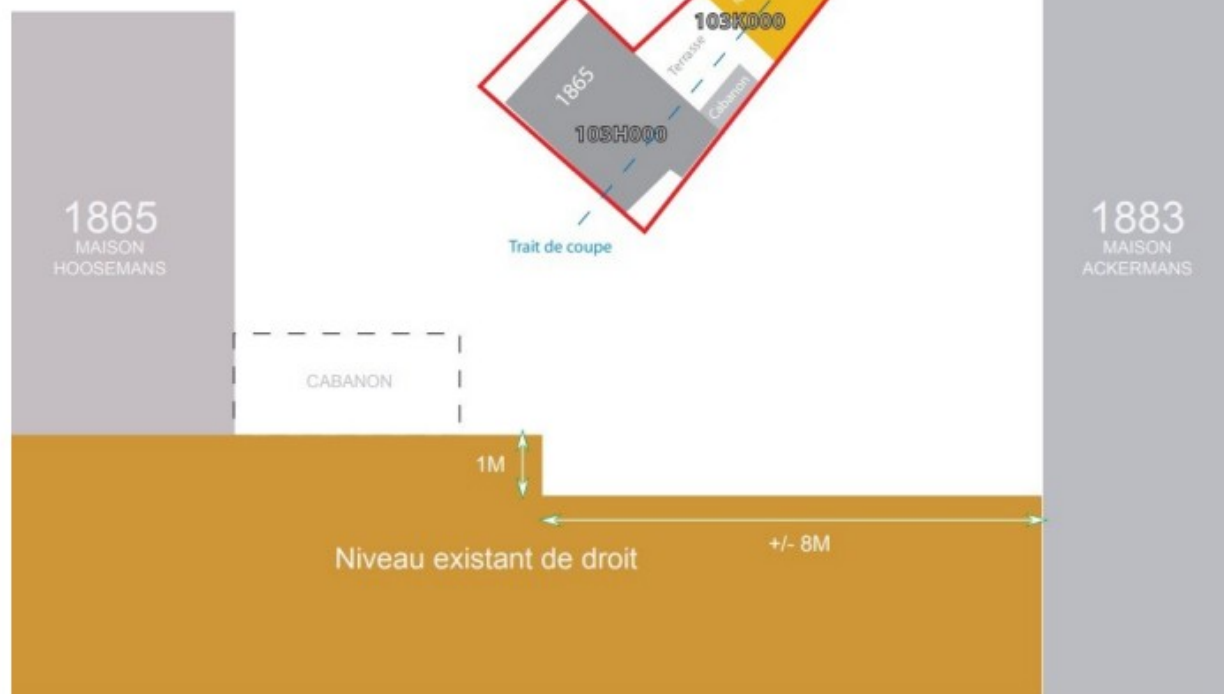 103K000
Terrasse
1865
Cabanon
103H000
Trait de coupe
1865
MAISON
HOOSEMANS
1883
MAISON
ACKERMANS
CABANON
1M
+/- 8M
Niveau existant de droit